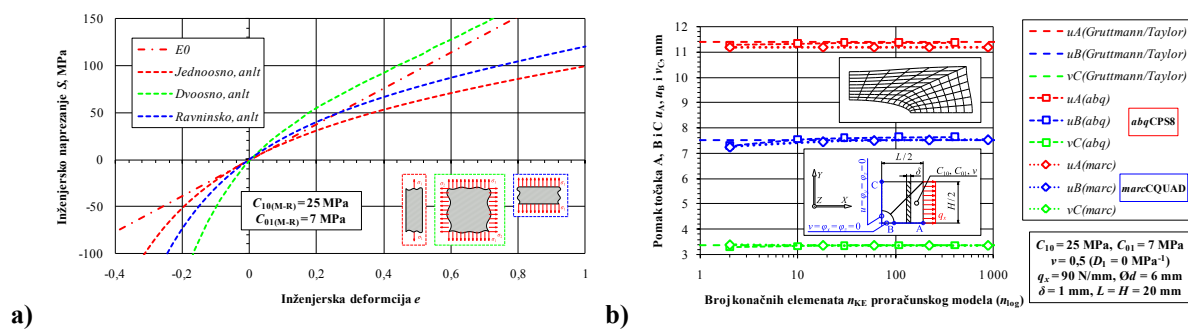 Inženjersko naprezanje S, MPa
150
100
50
0
-50
-100
-0,4
-0,2
0
0,2
0,4
0,6
0,8
1
Inženjerska deformacija e
E0
Jednoosno, anlt
Dvoosno, anlt
Ravninsko, anlt
C10(M-R) = 25 MPa
C01(M-R) = 7 MPa
a)
Pomak točaka A, B i C uA, uB i vC, mm
12
11
10
9
8
7
6
5
4
3
1
10
100
1000
Broj konačnih elemenata nKE proračunskog modela (nlog)
L / 2
δ
C10, C01, ν
Y
Z
X
C
B
A
H / 2
qx
b)
uA(Gruttmann/Taylor)
uB(Gruttmann/Taylor)
vC(Gruttmann/Taylor)
uA(abq)
uB(abq)
vC(abq)
uA(marc)
uB(marc)
vC(marc)
abqCPS8
marcCQUAD
C10 = 25 MPa, C01 = 7 MPa
ν = 0,5 (D1 = 0 MPa-1)
qx = 90 N/mm, Ød = 6 mm
δ = 1 mm, L = H = 20 mm